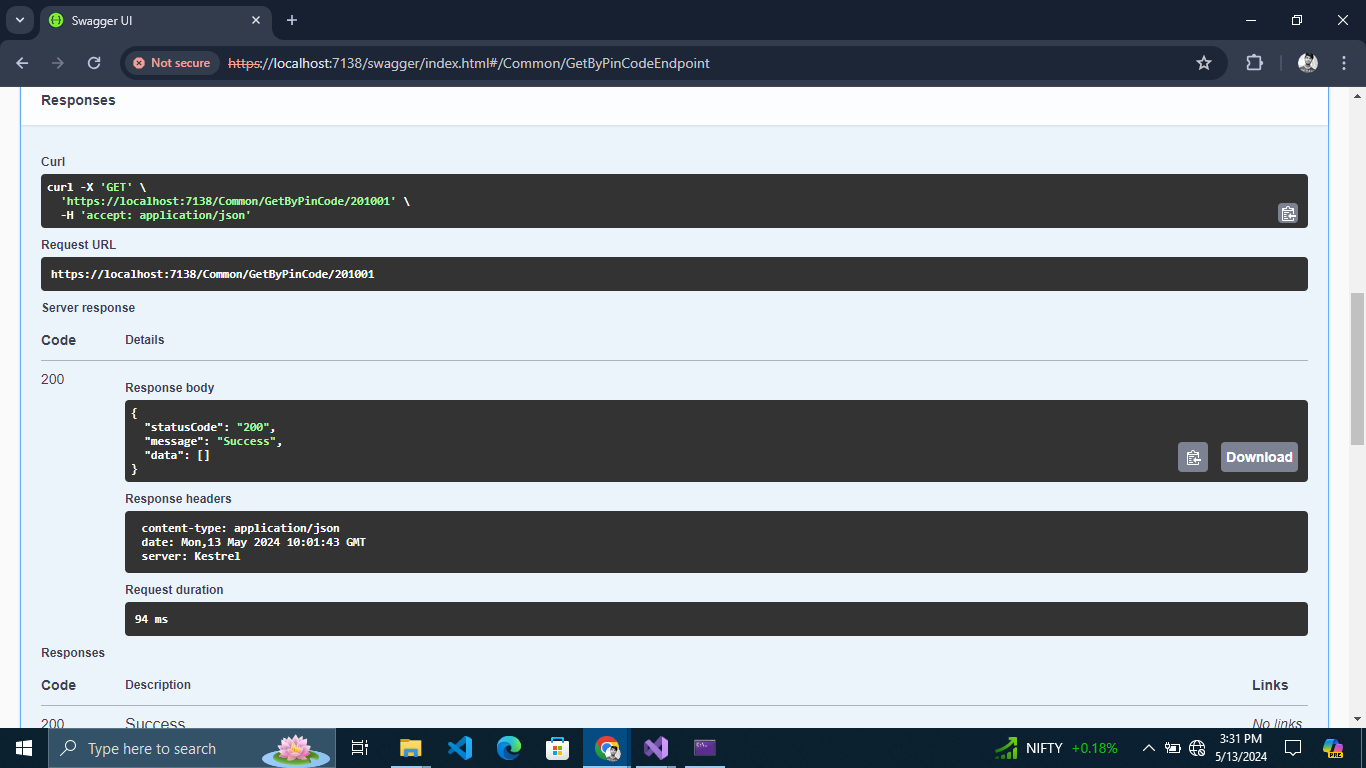 Swagger UI
Not secure https://localhost:7138/swagger/index.html#/Common/GetByPinCodeEndpoint
Responses
Curl
curl -X 'GET' \
'https://localhost:7138/Common/GetByPinCode/201001' \
-H 'accept: application/json'
Request URL
https://localhost:7138/Common/GetByPinCode/201001
Server response
Code Details
200
Response body
{
"statusCode": "200",
"message": "Success",
"data": []
}
Download
Response headers
content-type: application/json
date: Mon,13 May 2024 10:01:43 GMT
server: Kestrel
Request duration
94 ms
Responses
Code Description Links
200 Success No links
Type here to search
PRE
NIFTY +0.18%
3:31 PM
5/13/2024